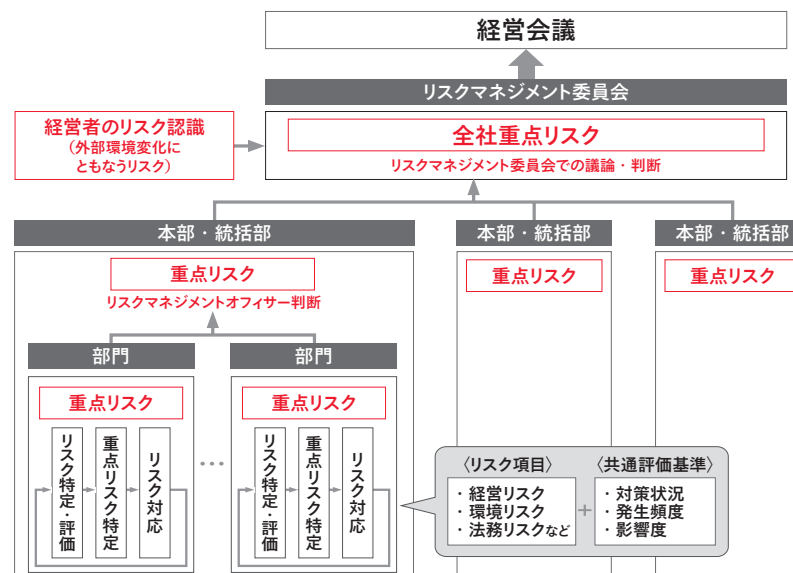 経営会議
リスクマネジメント委員会
経営者のリスク認識
（外部環境変化に
ともなうリスク）
全社重点リスク
リスクマネジメント委員会での議論・判断
本部・統括部
本部・統括部
本部・統括部
重点リスク
リスクマネジメントオフィサー判断
重点リスク
重点リスク
部門
部門
重点リスク
重点リスク
リスク特定・評価
重点リスク特定
リスク対応
…
リスク特定・評価
重点リスク特定
リスク対応
〈リスク項目〉
・経営リスク
・環境リスク
・法務リスクなど
+
〈共通評価基準〉
・対策状況
・発生頻度
・影響度